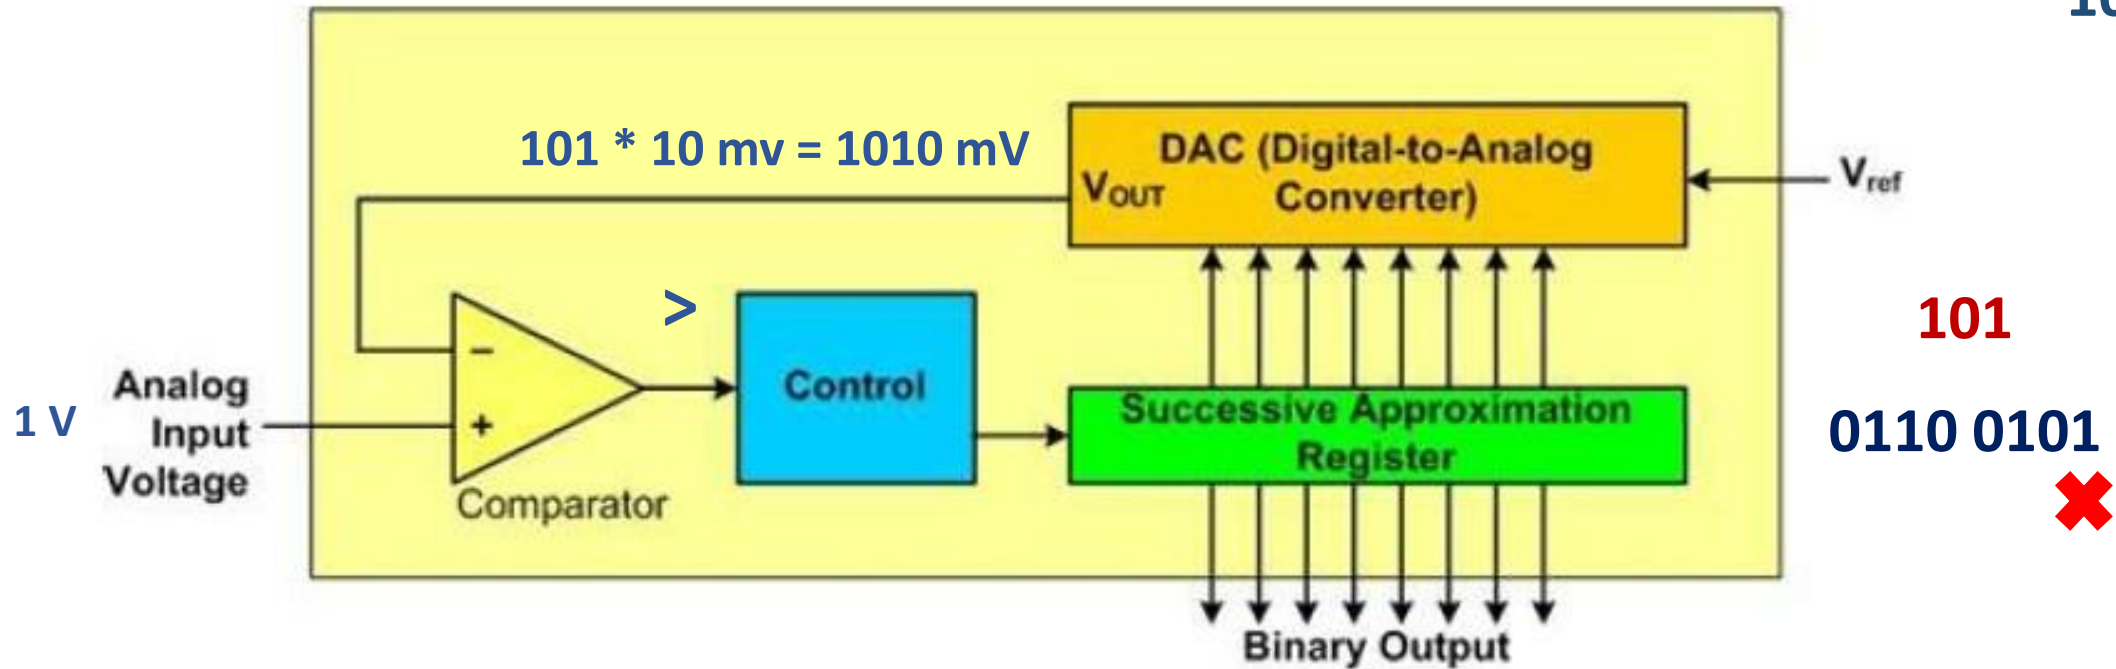 10
101 * 10 mv = 1010 mV
DAC (Digital-to-Analog
Converter)
VOUT
Vref
>
101
Analog
Input
Voltage
1 V
−
+
Control
Successive Approximation
Register
0110 0101
Comparator
Binary Output